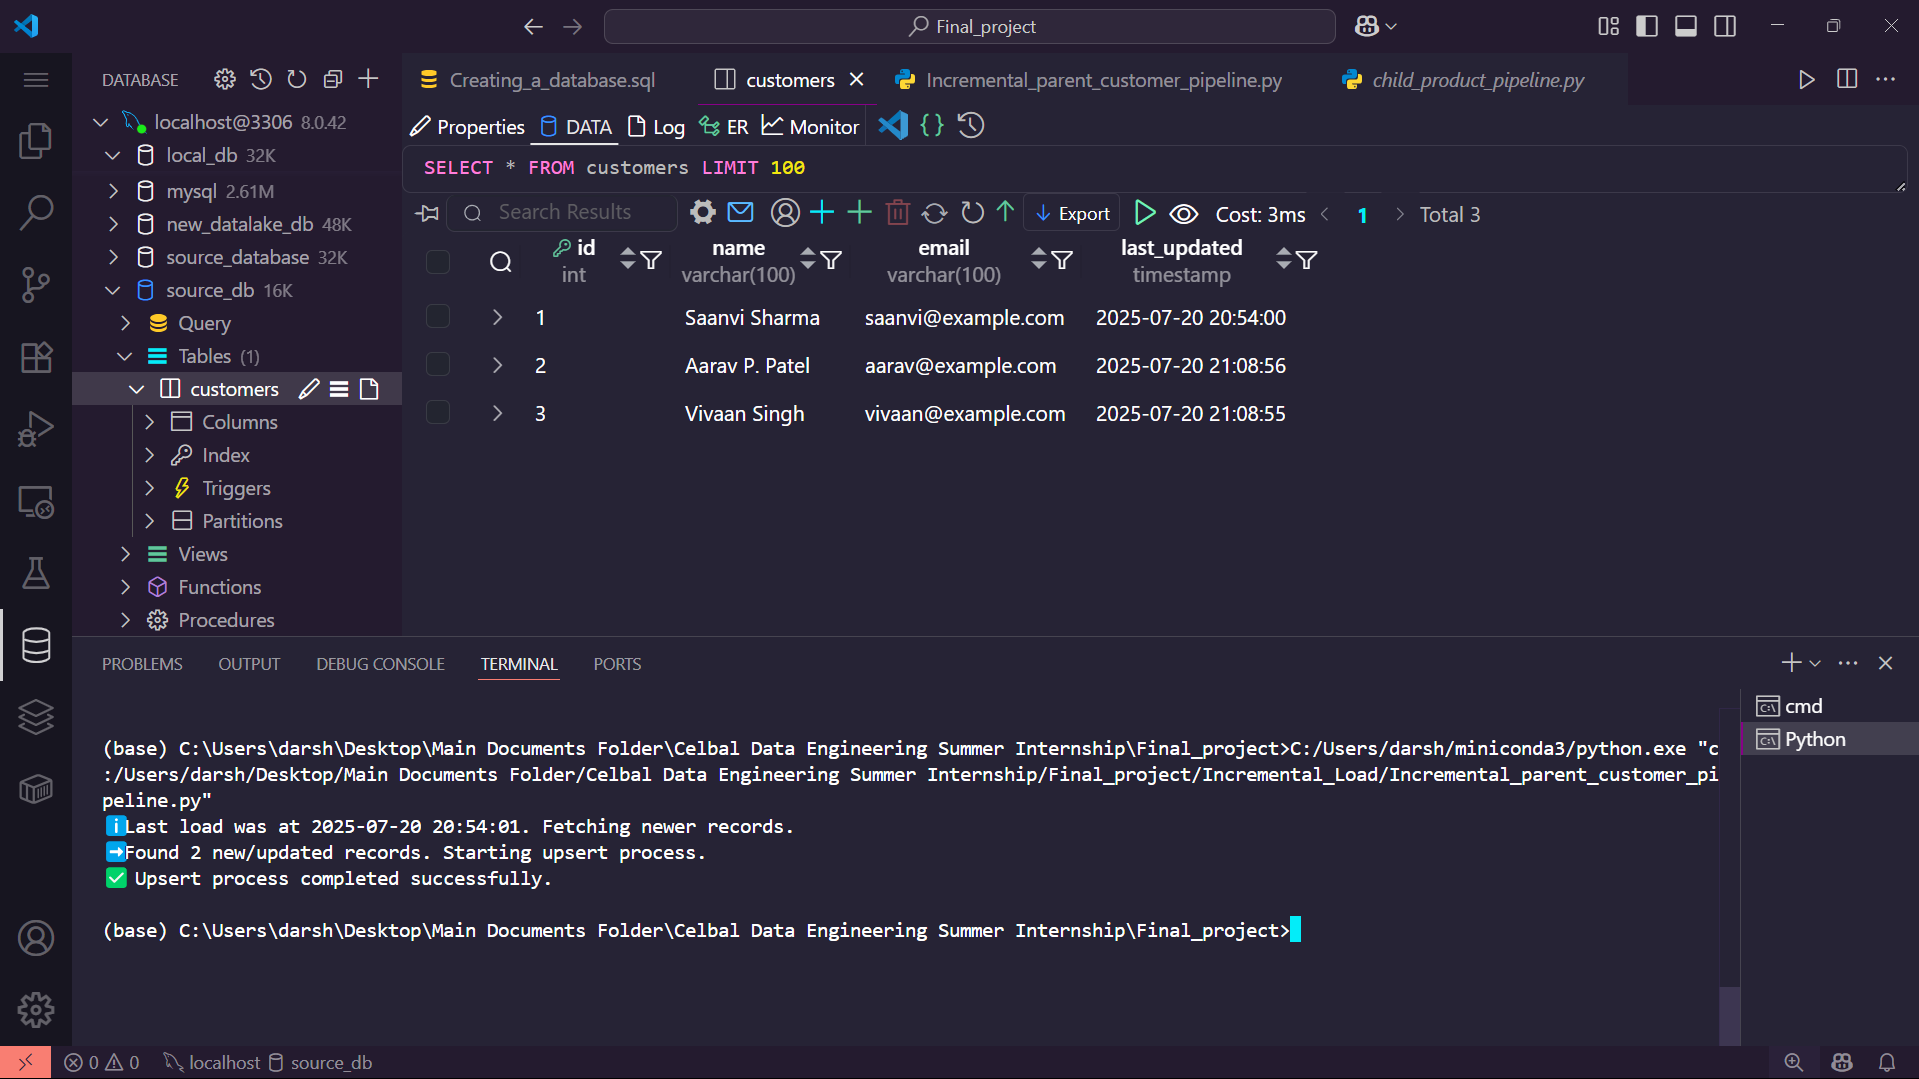 Final_project
DATABASE
localhost@3306 8.0.42
local_db 32K
mysql 2.61M
new_datalake_db 48K
source_database 32K
source_db 16K
Query
Tables (1)
customers
Columns
Index
Triggers
Partitions
Views
Functions
Procedures
Creating_a_database.sql
customers
Incremental_parent_customer_pipeline.py
child_product_pipeline.py
Properties DATA Log ER Monitor
SELECT * FROM customers LIMIT 100
Search Results
Export
Cost: 3ms
1
Total 3
id name email last_updated
int varchar(100) varchar(100) timestamp
1 Saanvi Sharma saanvi@example.com 2025-07-20 20:54:00
2 Aarav P. Patel aarav@example.com 2025-07-20 21:08:56
3 Vivaan Singh vivaan@example.com 2025-07-20 21:08:55
PROBLEMS OUTPUT DEBUG CONSOLE TERMINAL PORTS
(base) C:\Users\darsh\Desktop\Main Documents Folder\Celbal Data Engineering Summer Internship\Final_project>C:/Users/darsh/miniconda3/python.exe "c
:/Users/darsh/Desktop/Main Documents Folder/Celbal Data Engineering Summer Internship/Final_project/Incremental_Load/Incremental_parent_customer_pi
peline.py"
Last load was at 2025-07-20 20:54:01. Fetching newer records.
Found 2 new/updated records. Starting upsert process.
Upsert process completed successfully.
(base) C:\Users\darsh\Desktop\Main Documents Folder\Celbal Data Engineering Summer Internship\Final_project>
cmd
Python
0 0 localhost source_db